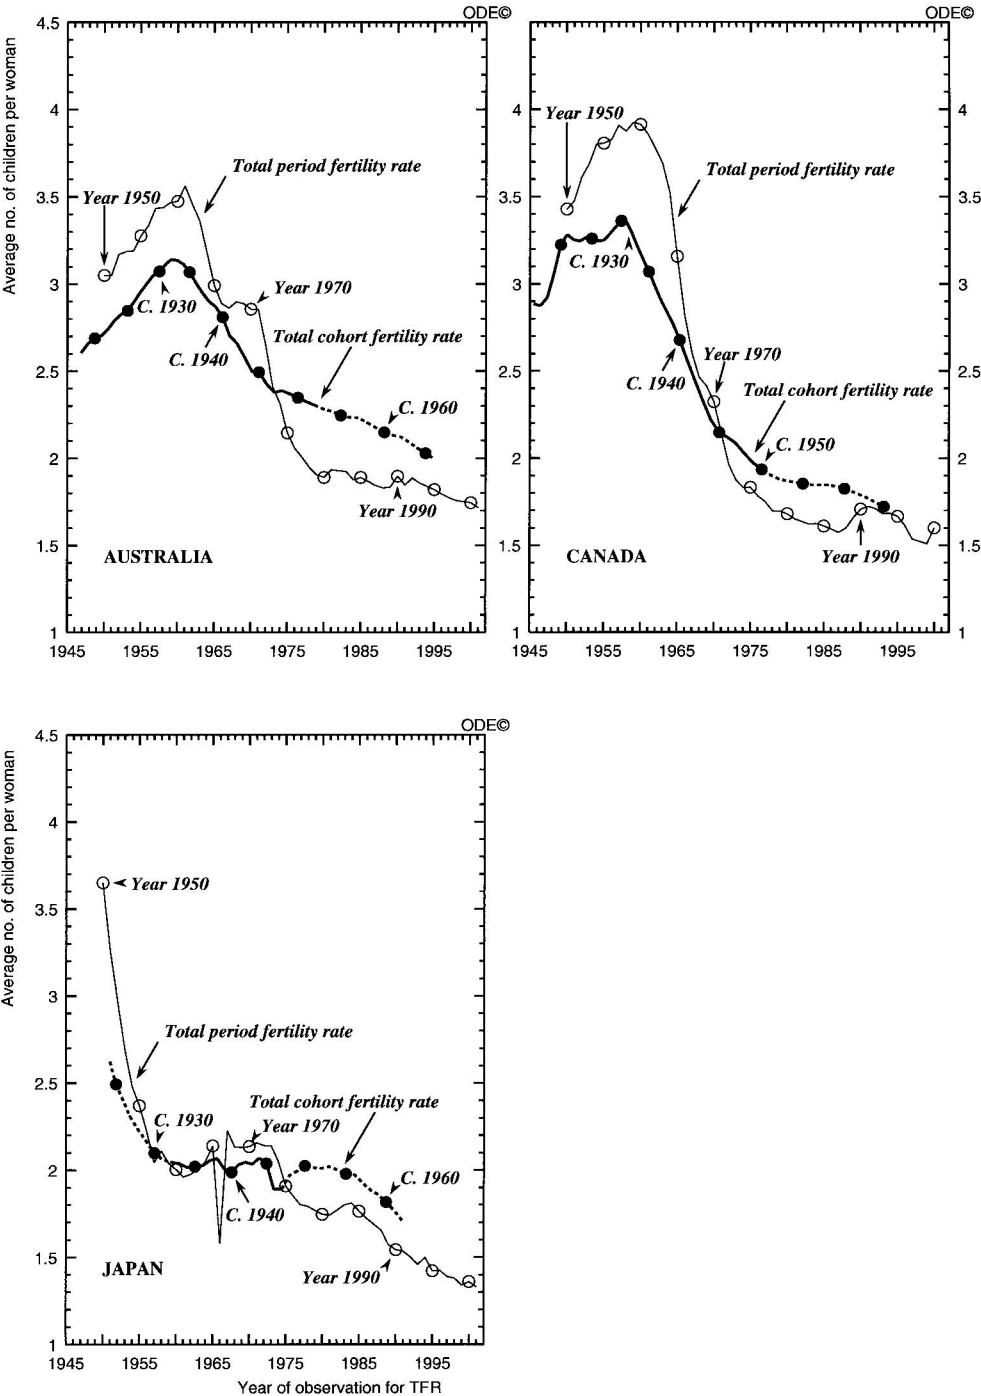 ODE©
4.5
4
3.5
3
2.5
2
1.5
1
Average no. of children per woman
Year 1950
Total period fertility rate
C. 1930
Year 1970
C. 1940
Total cohort fertility rate
C. 1960
Year 1990
AUSTRALIA
1945 1955 1965 1975 1985 1995
ODE©
4 4
3.5 3.5
3 3
2.5 2.5
2 2
1.5 1.5
1 1
Year 1950
Total period fertility rate
C. 1930
Year 1970
C. 1940
Total cohort fertility rate
C. 1950
Year 1990
CANADA
1945 1955 1965 1975 1985 1995
ODE©
4.5
4
3.5
3
2.5
2
1.5
1
Average no. of children per woman
Year 1950
Total period fertility rate
C. 1930
Total cohort fertility rate
Year 1970
C. 1960
C. 1940
Year 1990
JAPAN
1945 1955 1965 1975 1985 1995
Year of observation for TFR